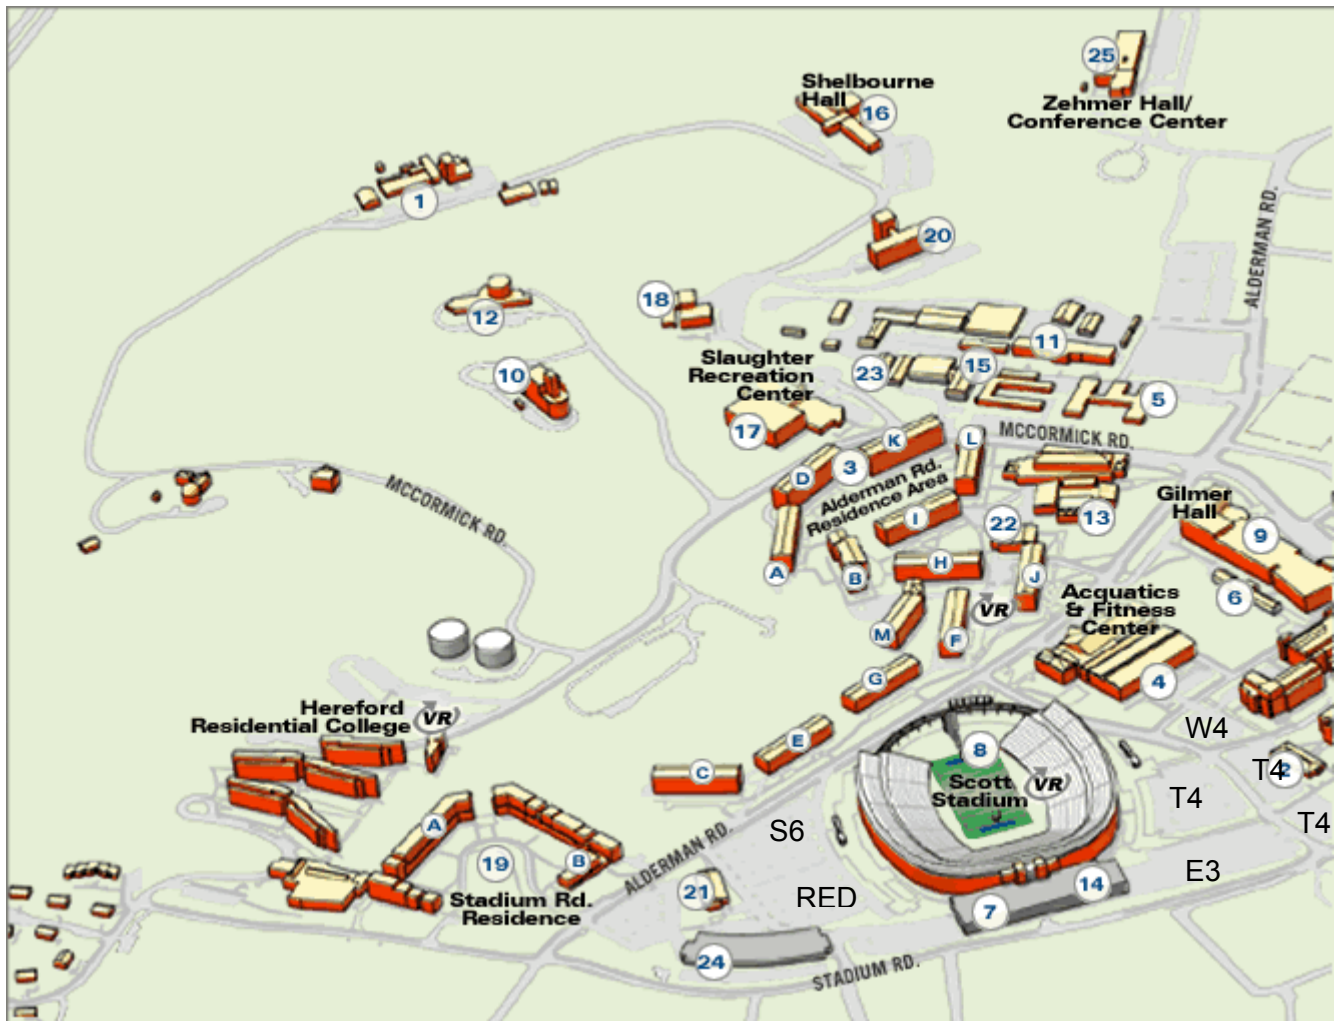 25
Shelbourne
Hall
16
Zehmer Hall/
Conference Center
1
ALDERMAN RD.
20
18
12
11
Slaughter
Recreation
Center
23
15
10
5
17
K
L
MCCORMICK RD.
3
D
Alderman Rd.
Residence Area
MCCORMICK RD.
I
13
Gilmer
Hall
22
9
A
B
H
J
6
Acquatics
& Fitness
Center
VR
M
F
G
4
Hereford
Residential College
VR
W4
E
8
C
Scott
Stadium
VR
T4
2
T4
A
S6
T4
ALDERMAN RD.
19
B
E3
21
RED
14
Stadium Rd.
Residence
7
24
STADIUM RD.